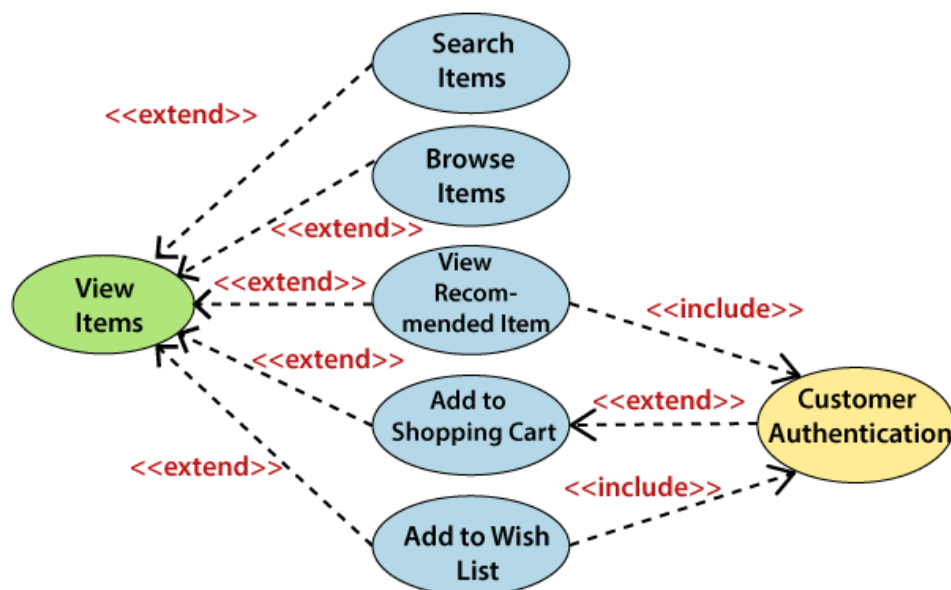 Search
Items
<<extend>>
Browse
Items
<<extend>>
View
Recom-
mended Item
<<extend>>
<<include>>
View
Items
<<extend>>
Add to
Shopping Cart
<<extend>>
Customer
Authentication
<<extend>>
<<include>>
Add to Wish
List